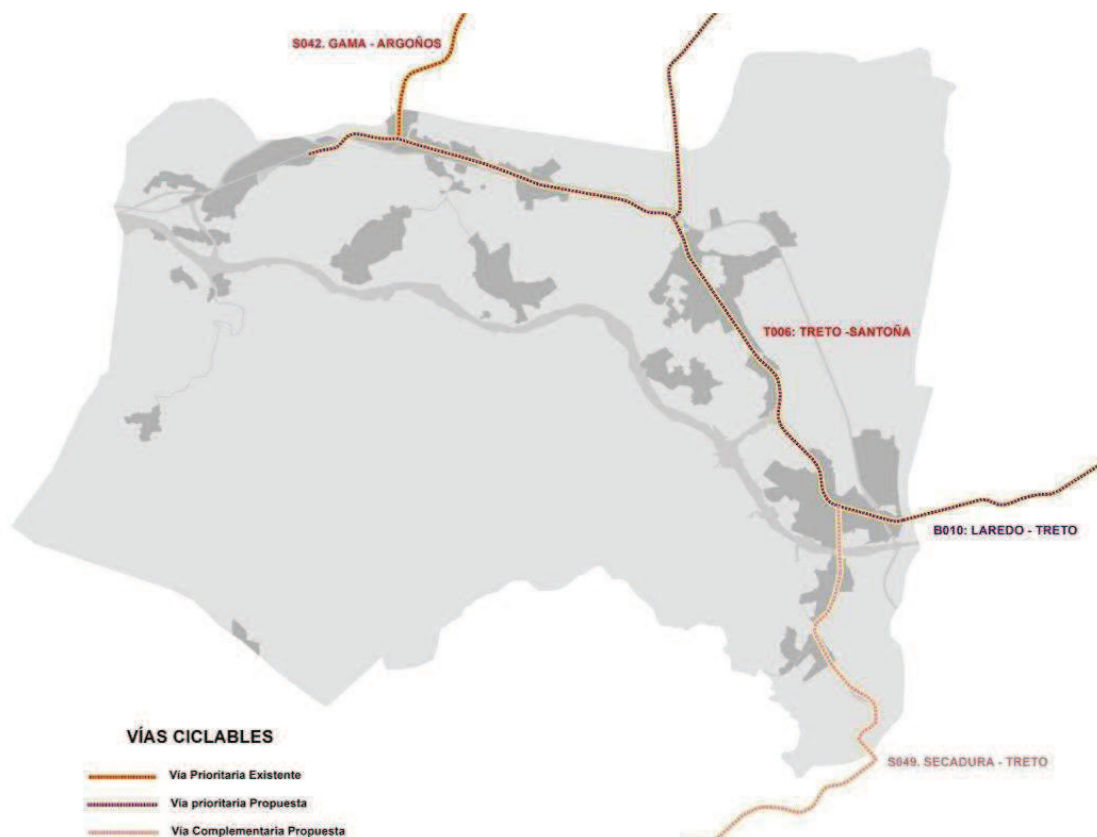 S042. GAMA - ARGOÑOS
T006: TRETO -SANTOÑA
B010: LAREDO - TRETO
S049. SECADURA - TRETO
VÍAS CICLABLES
Vía Prioritaria Existente
Vía prioritaria Propuesta
Vía Complementaria Propuesta